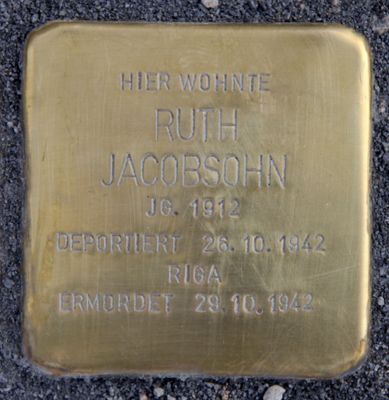 HIER WOHNTE
RUTH
JACOBSOHN
JG. 1912
DEPORTIERT 26.10.1942
RIGA
ERMORDET 29.10.1942